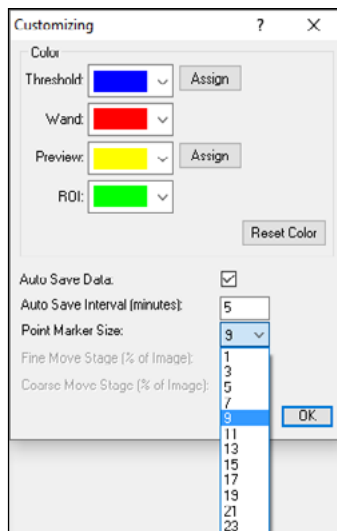 Customizing ? X
Color
Threshold: Assign
Wand:
Preview: Assign
ROI:
Reset Color
Auto Save Data:
Auto Save Interval (minutes): 5
Point Marker Size: 9
Fine Move Stage (% of Image): 1
3
Coarse Move Stage (% of Image): 5
7
9
OK
11
13
15
17
19
21
23